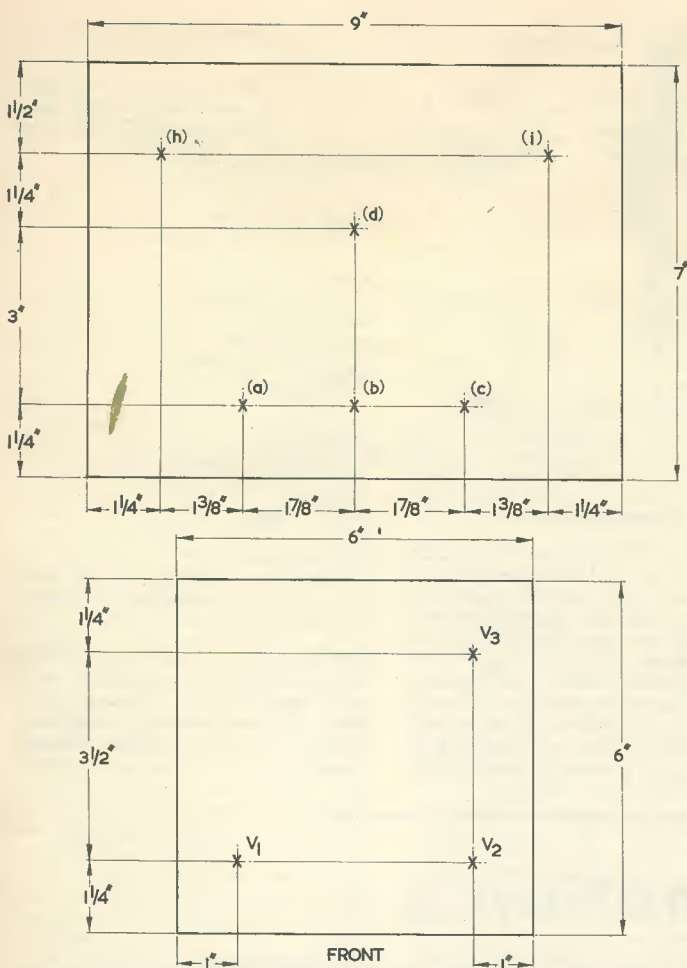 9"
1 1/2"
(h)
(i)
1 1/4"
(d)
3"
7"
(a)
(b)
(c)
1 1/4"
1 1/4"
1 3/8"
1 7/8"
1 7/8"
1 3/8"
1 1/4"
6"
1 1/4"
V3
3 1/2"
6"
V1
V2
1 1/4"
1"
FRONT
1"